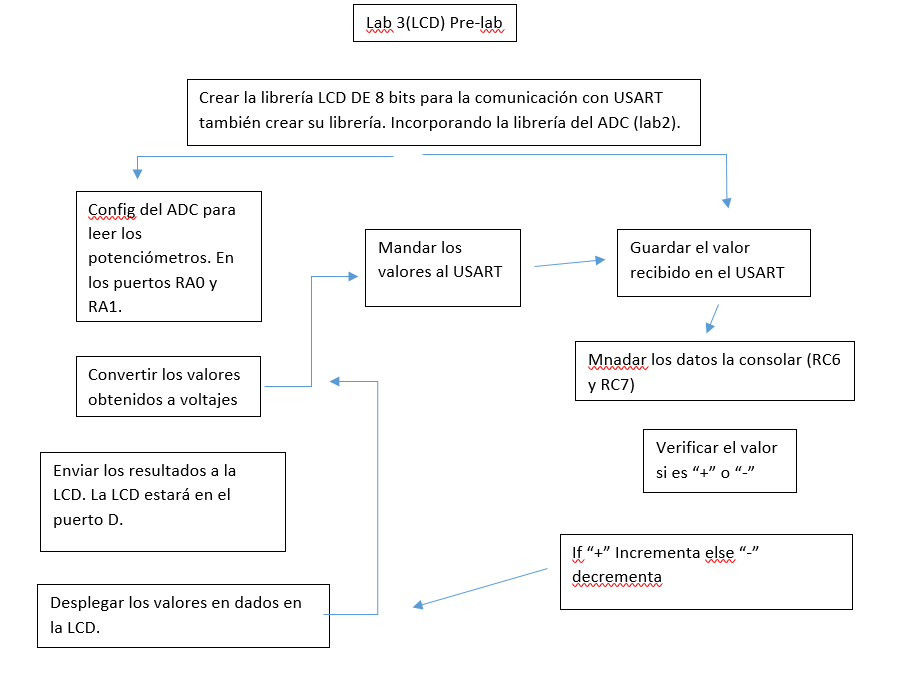 Lab 3(LCD) Pre-lab
Crear la librería LCD DE 8 bits para la comunicación con USART
también crear su librería. Incorporando la librería del ADC (lab2).
Config del ADC para
leer los
potenciómetros. En
los puertos RA0 y
RA1.
Mandar los
valores al USART
Guardar el valor
recibido en el USART
Mnadar los datos la consolar (RC6
y RC7)
Convertir los valores
obtenidos a voltajes
Verificar el valor
si es “+” o “-”
Enviar los resultados a la
LCD. La LCD estará en el
puerto D.
If “+” Incrementa else “-”
decrementa
Desplegar los valores en dados en
la LCD.